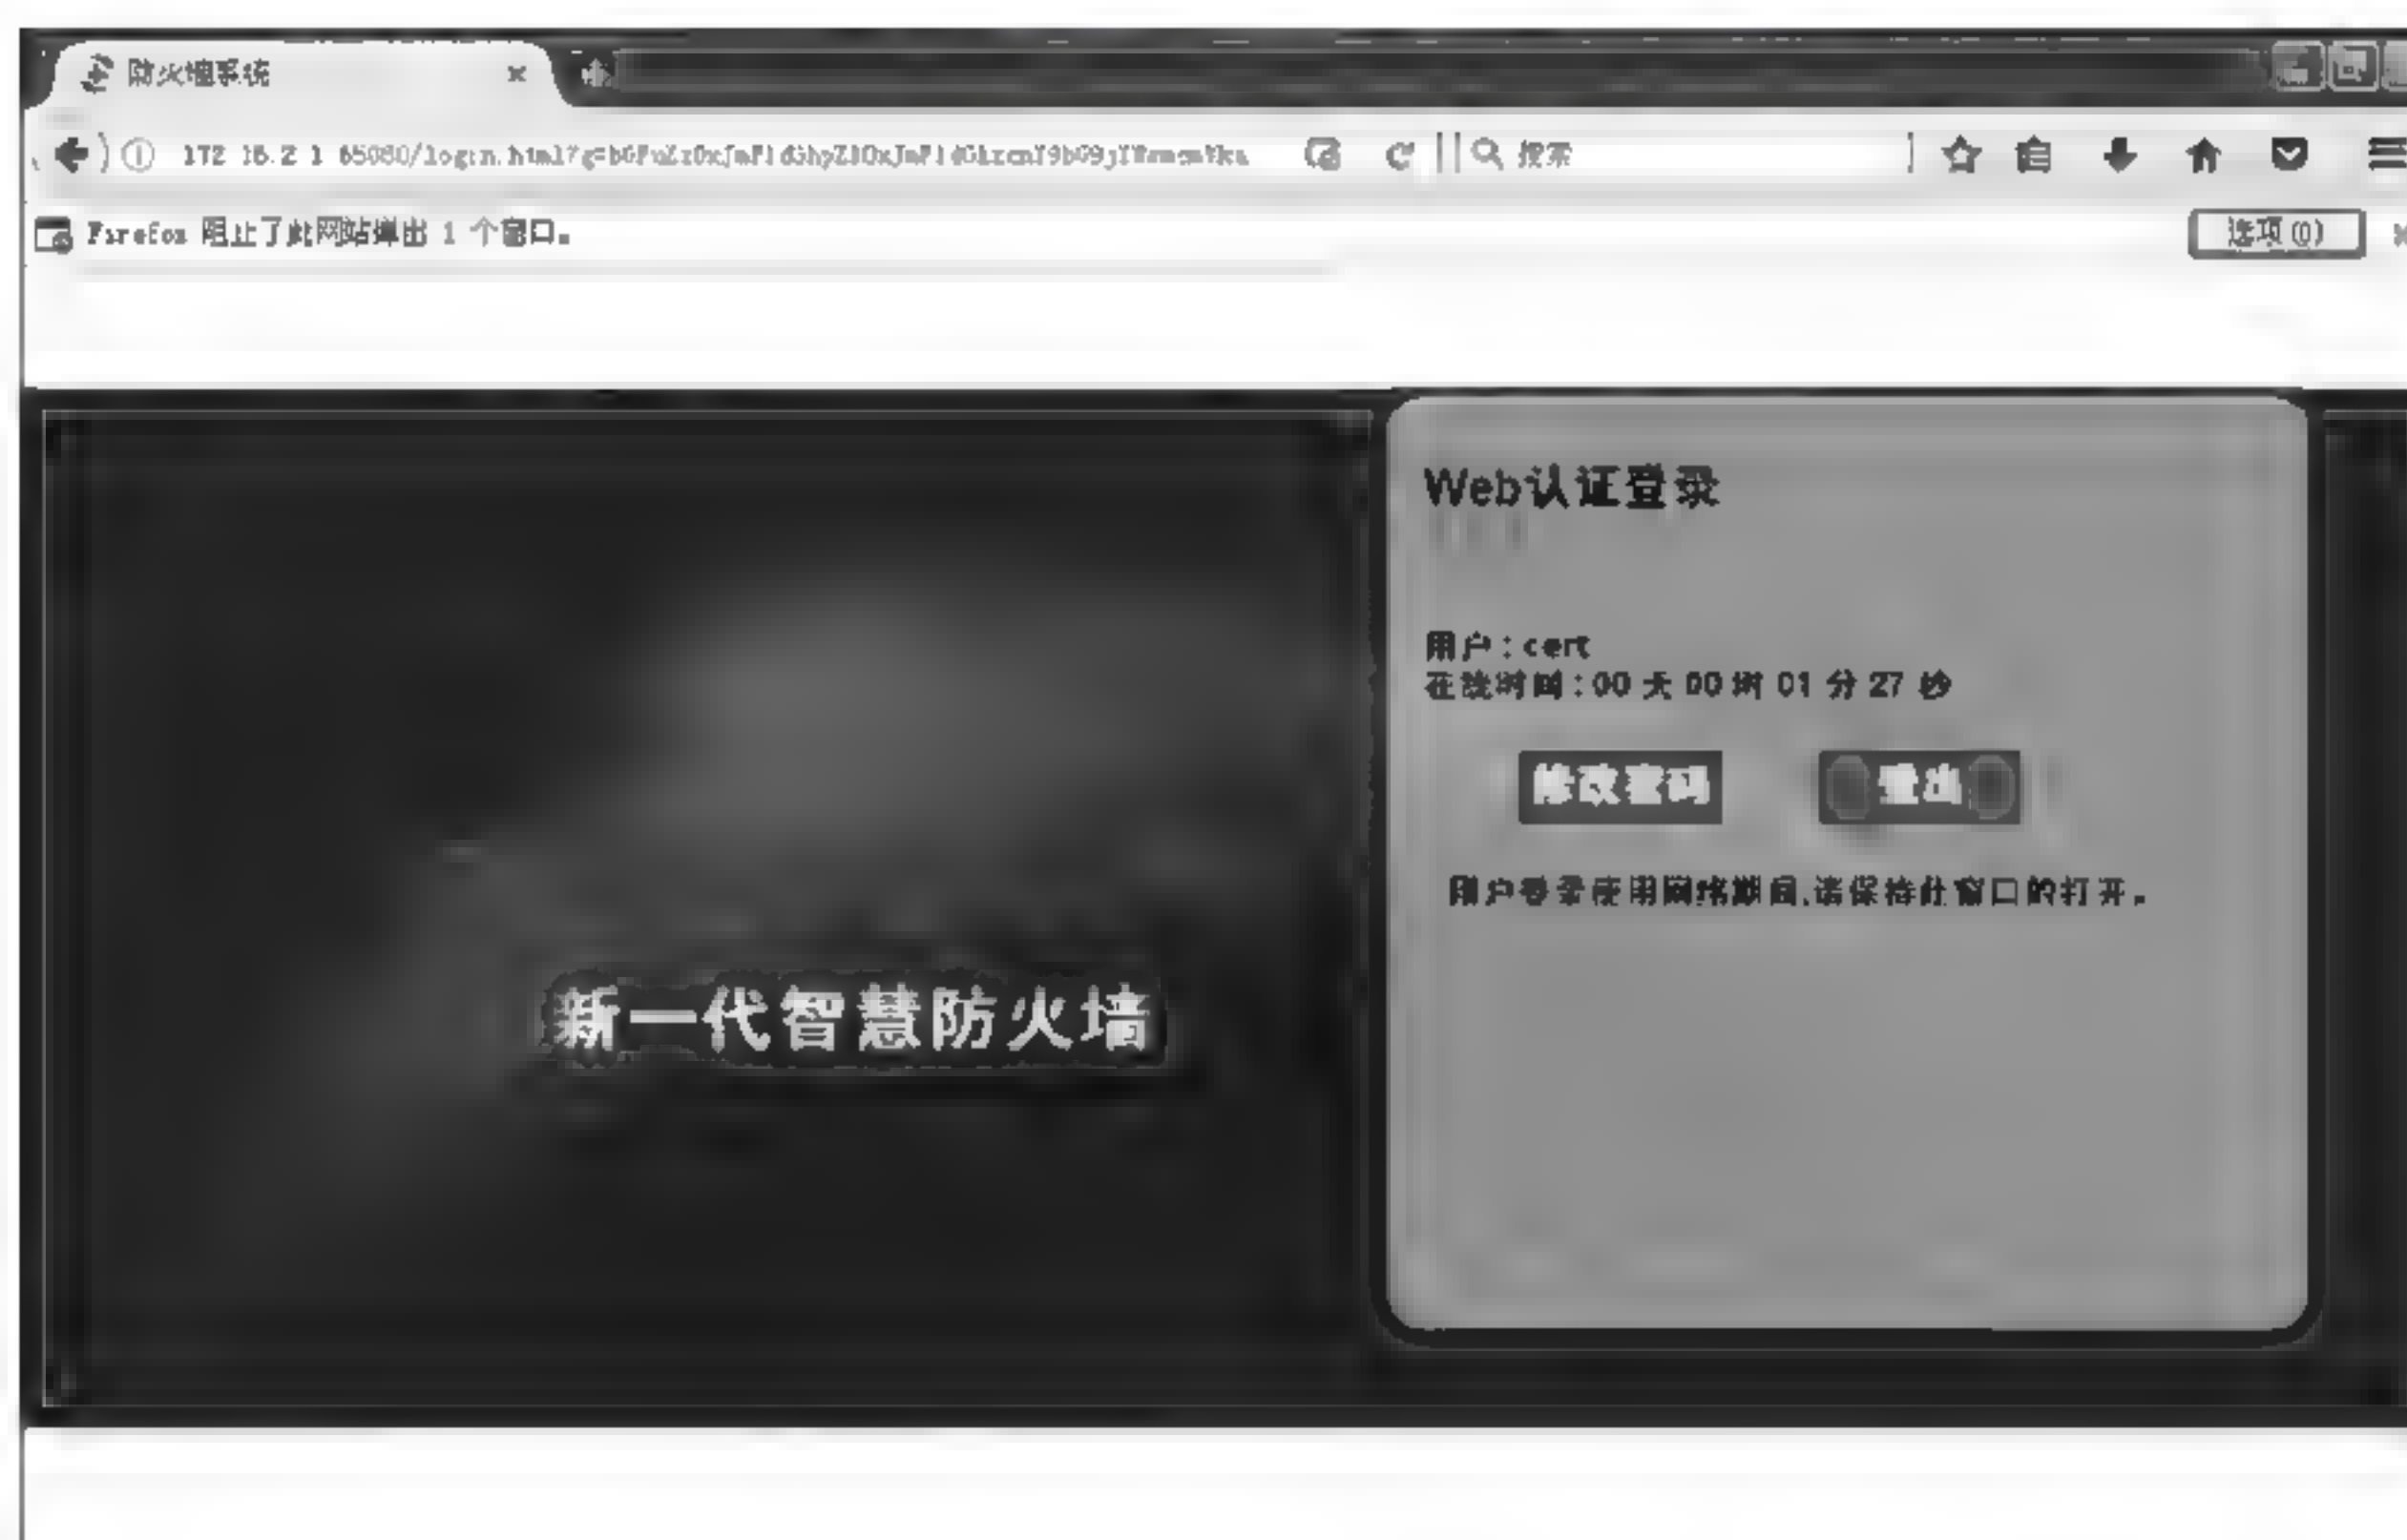 防火墙系统
172.16.2.1:65080/login.html?g=
搜索
Firefox 阻止了此网站弹出 1 个窗口。
选项(O)
Web认证登录
用户:cert
在线时间:00 天 00 时 01 分 27 秒
修改密码
登出
用户登录使用网络期间,请保持此窗口的打开。
新一代智慧防火墙